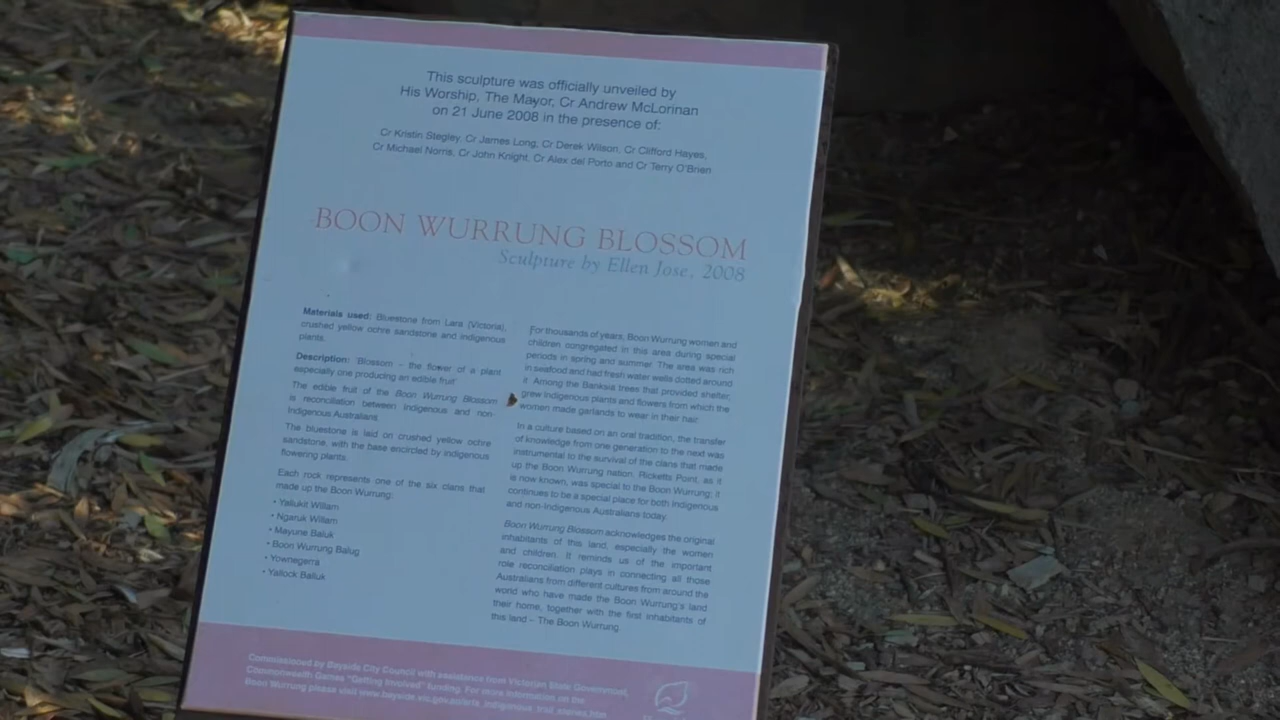 This sculpture was officially unveiled by
His Worship, The Mayor, Cr Andrew McLorinan
on 21 June 2008 in the presence of:
Cr Kristin Stegley, Cr James Long, Cr Derek Wilson, Cr Clifford Hayes,
Cr Michael Norris, Cr John Knight, Cr Alex del Porto and Cr Terry O'Brien
BOON WURRUNG BLOSSOM
Sculpture by Ellen Jose, 2008
Materials used: Bluestone from Lara (Victoria),
crushed yellow ochre sandstone and indigenous
plants.
Description: 'Blossom – the flower of a plant
especially one producing an edible fruit'
The edible fruit of the Boon Wurrung Blossom
is reconciliation between Indigenous and non-
Indigenous Australians.
The bluestone is laid on crushed yellow ochre
sandstone, with the base encircled by indigenous
flowering plants.
Each rock represents one of the six clans that
made up the Boon Wurrung:
• Yallukit Willam
• Ngaruk Willam
• Mayune Baluk
• Boon Wurrung Balug
• Yownegerra
• Yallock Balluk
For thousands of years, Boon Wurrung women and
children congregated in this area during special
periods in spring and summer. The area was rich
in seafood and had fresh water wells dotted around
it. Among the Banksia trees that provided shelter,
grew indigenous plants and flowers from which the
women made garlands to wear in their hair.
In a culture based on an oral tradition, the transfer
of knowledge from one generation to the next was
instrumental to the survival of the clans that made
up the Boon Wurrung nation. Ricketts Point, as it
is now known, was special to the Boon Wurrung; it
continues to be a special place for both Indigenous
and non-Indigenous Australians today.
Boon Wurrung Blossom acknowledges the original
inhabitants of this land, especially the women
and children. It reminds us of the important
role reconciliation plays in connecting all those
Australians from different cultures from around the
world who have made the Boon Wurrung's land
their home, together with the first inhabitants of
this land – The Boon Wurrung.
Commissioned by Bayside City Council with assistance from Victorian State Government,
Commonwealth Games "Getting Involved" funding. For more information on the
Boon Wurrung please visit